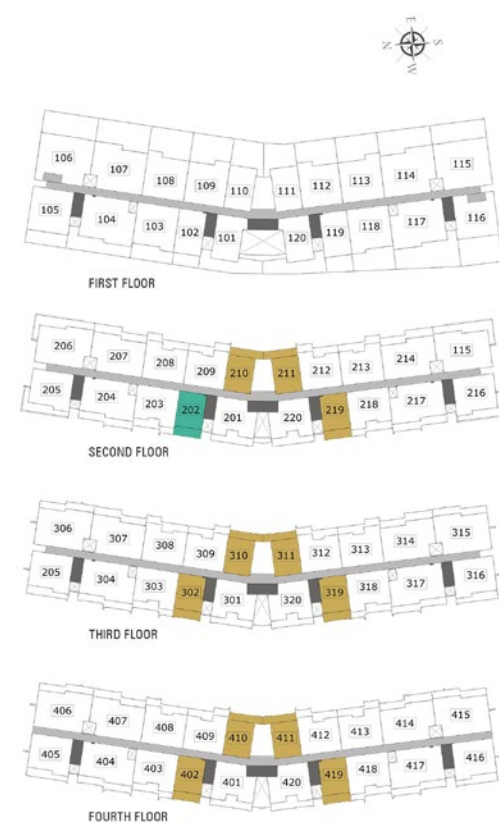 E
N S
W
106 107 108 109 110 111 112 113 114 115
105 104 103 102 101 120 119 118 117 116
FIRST FLOOR
206 207 208 209 210 211 212 213 214 115
205 204 203 202 201 220 219 218 217 216
SECOND FLOOR
306 307 308 309 310 311 312 313 314 315
205 304 303 302 301 320 319 318 317 316
THIRD FLOOR
406 407 408 409 410 411 412 413 414 415
405 404 403 402 401 420 419 418 417 416
FOURTH FLOOR